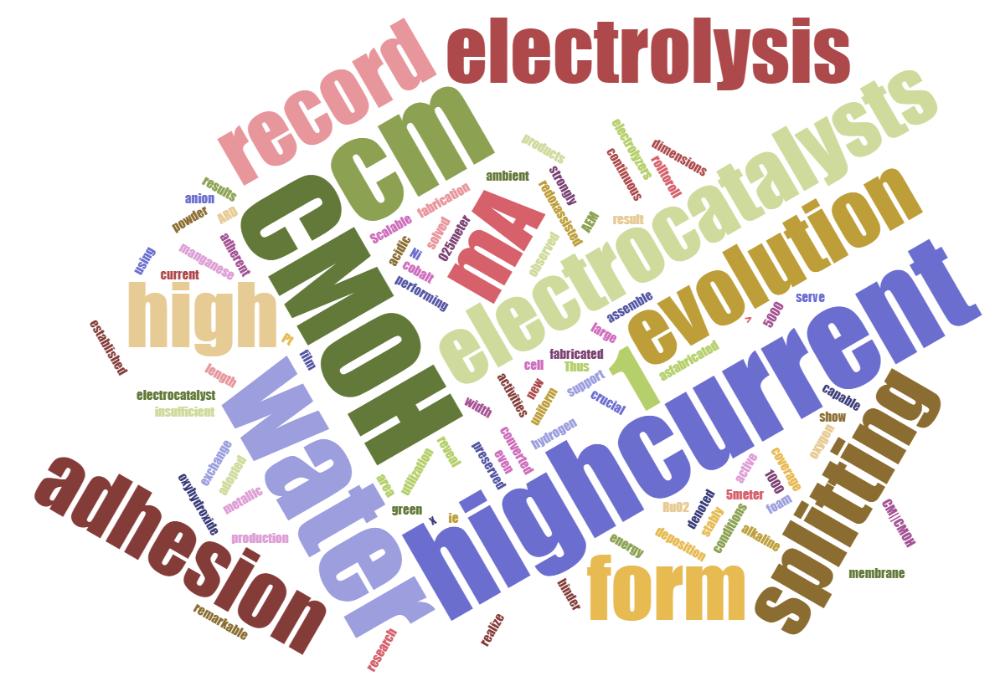 electrolysis
record
ccm
electrocatalysts
products
electrolyzers
dimensions
continuous
rolltoroll
ambient
strongly
redoxassisted
results
anion
powder
ARD
fabrication
Scalable
solved
025meter
mA
AEM
result
evolution
observed
adherent
manganese
using
current
acidic
Ni
cobalt
performing
CMOH
high
highcurrent
assemble
serve
5000
large
established
Pt
film
length
fabricated
Thus
cell
1
asfabricated
support
crucial
activities
new
uniform
width
electrocatalyst
insufficient
water
splitting
capable
show
oxygen
hydrogen
converted
even
preserved
reveal
utilization
area
exchange
adopted
oxyhydroxide
metallic
production
green
x
ie
active
coverage
1000
5meter
foam
RuO2
denoted
stably
conditions
alkaline
deposition
energy
CM||CMOH
membrane
adhesion
form
binder
realize
remarkable
research